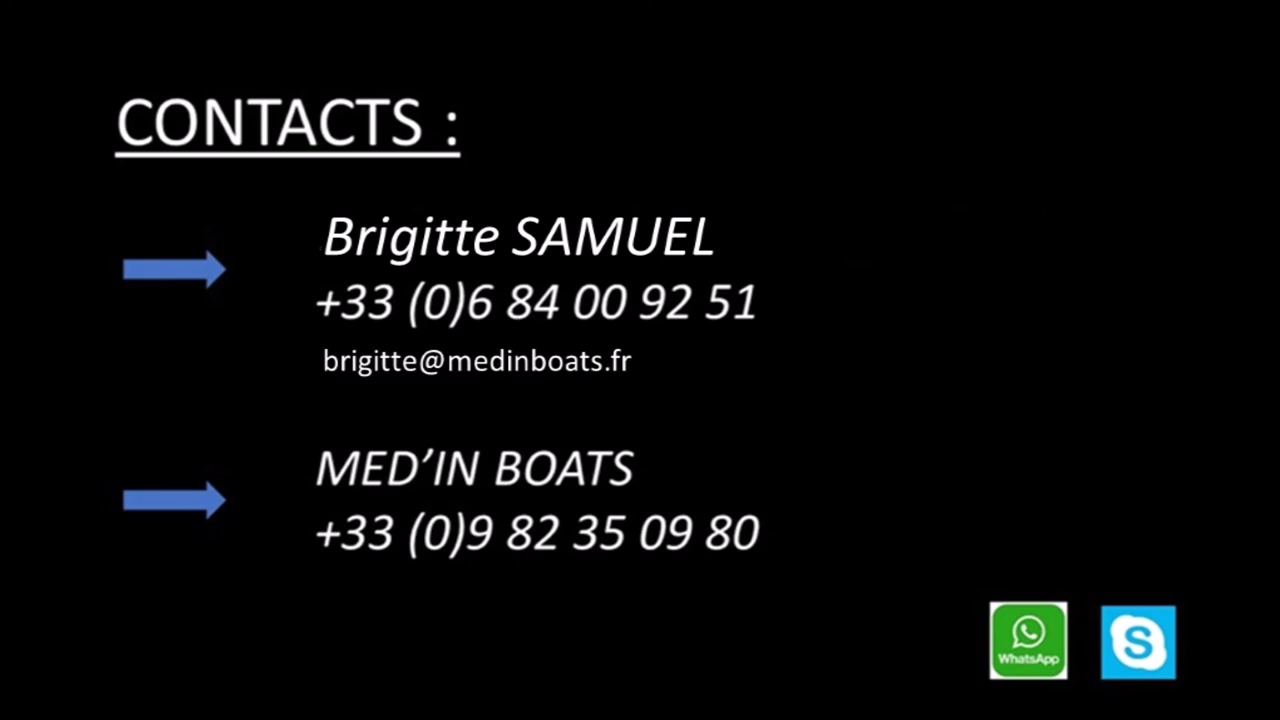 CONTACTS :
Brigitte SAMUEL
+33 (0)6 84 00 92 51
brigitte@medinboats.fr
MED’IN BOATS
+33 (0)9 82 35 09 80
WhatsApp
S